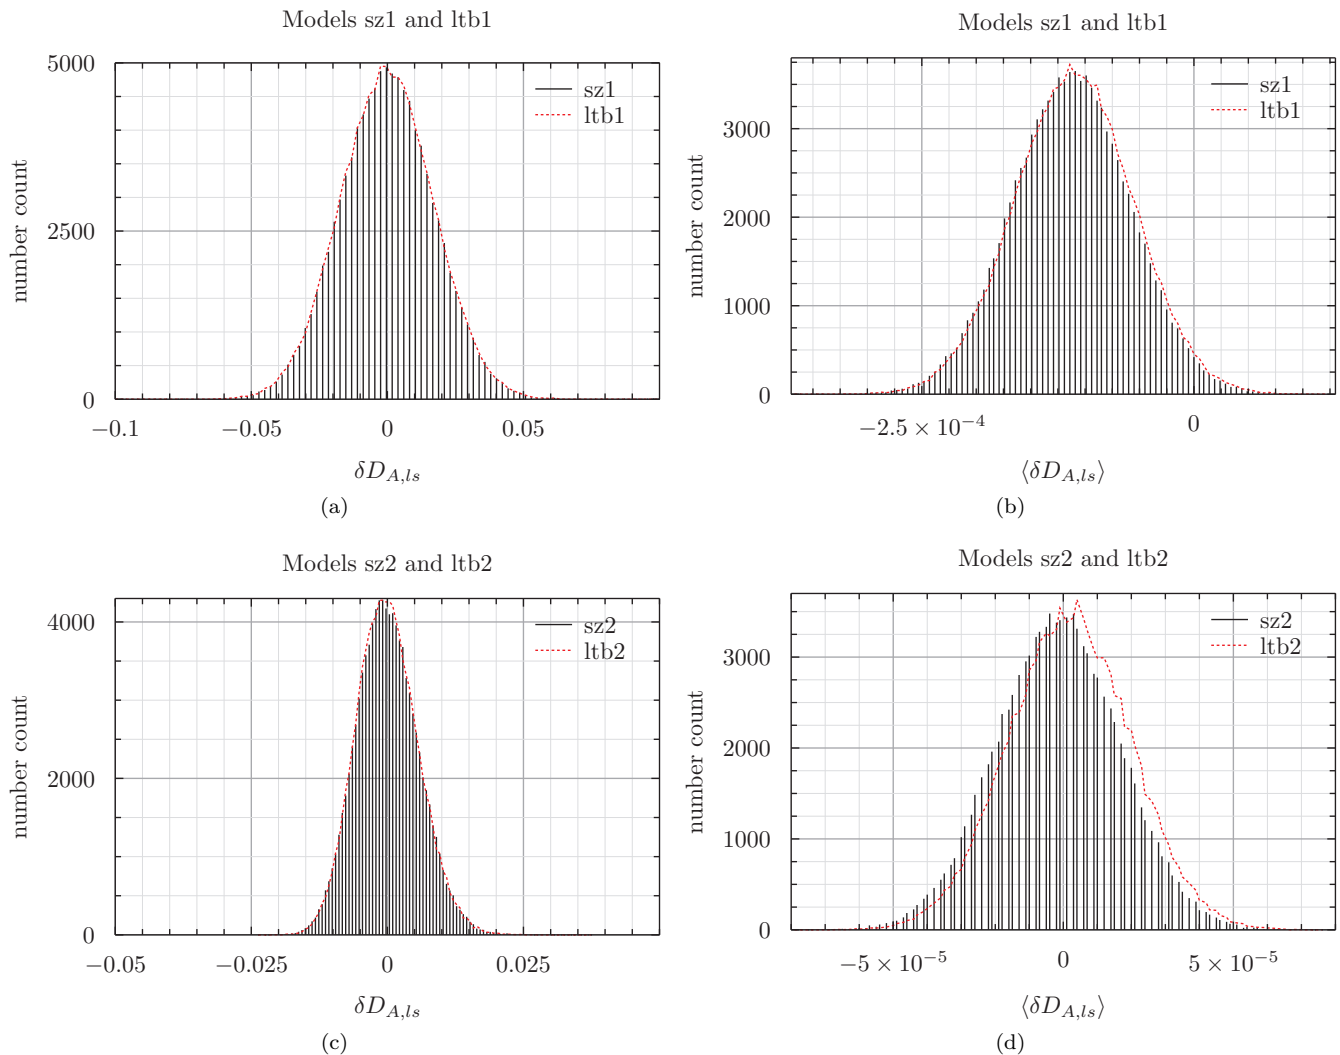 Models sz1 and ltb1
5000
2500
0
number count
sz1
ltb1
−0.1
−0.05
0
0.05
δD_{A,ls}
(a)
Models sz1 and ltb1
3000
2000
1000
0
number count
sz1
ltb1
−2.5 × 10^{−4}
0
⟨δD_{A,ls}⟩
(b)
Models sz2 and ltb2
4000
2000
0
number count
sz2
ltb2
−0.05
−0.025
0
0.025
δD_{A,ls}
(c)
Models sz2 and ltb2
3000
2000
1000
0
number count
sz2
ltb2
−5 × 10^{−5}
0
5 × 10^{−5}
⟨δD_{A,ls}⟩
(d)